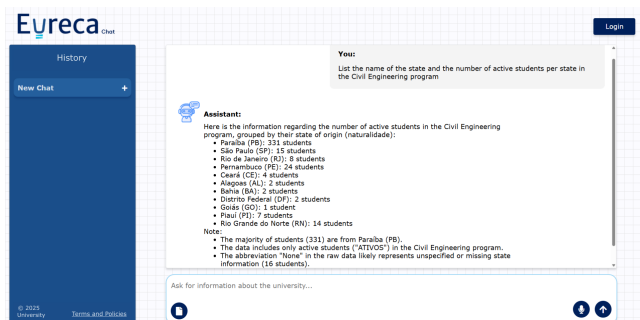 Eureca Chat
Login
History
New Chat +
© 2025
University
Terms and Policies
You:
List the name of the state and the number of active students per state in
the Civil Engineering program
Assistant:
Here is the information regarding the number of active students in the Civil Engineering
program, grouped by their state of origin (naturalidade):
• Paraíba (PB): 331 students
• São Paulo (SP): 15 students
• Rio de Janeiro (RJ): 8 students
• Pernambuco (PE): 24 students
• Ceará (CE): 4 students
• Alagoas (AL): 2 students
• Bahia (BA): 2 students
• Distrito Federal (DF): 2 students
• Goiás (GO): 1 student
• Piauí (PI): 7 students
• Rio Grande do Norte (RN): 14 students
Note:
• The majority of students (331) are from Paraíba (PB).
• The data includes only active students ("ATIVOS") in the Civil Engineering program.
• The abbreviation "None" in the raw data likely represents unspecified or missing state
information (16 students).
Ask for information about the university...